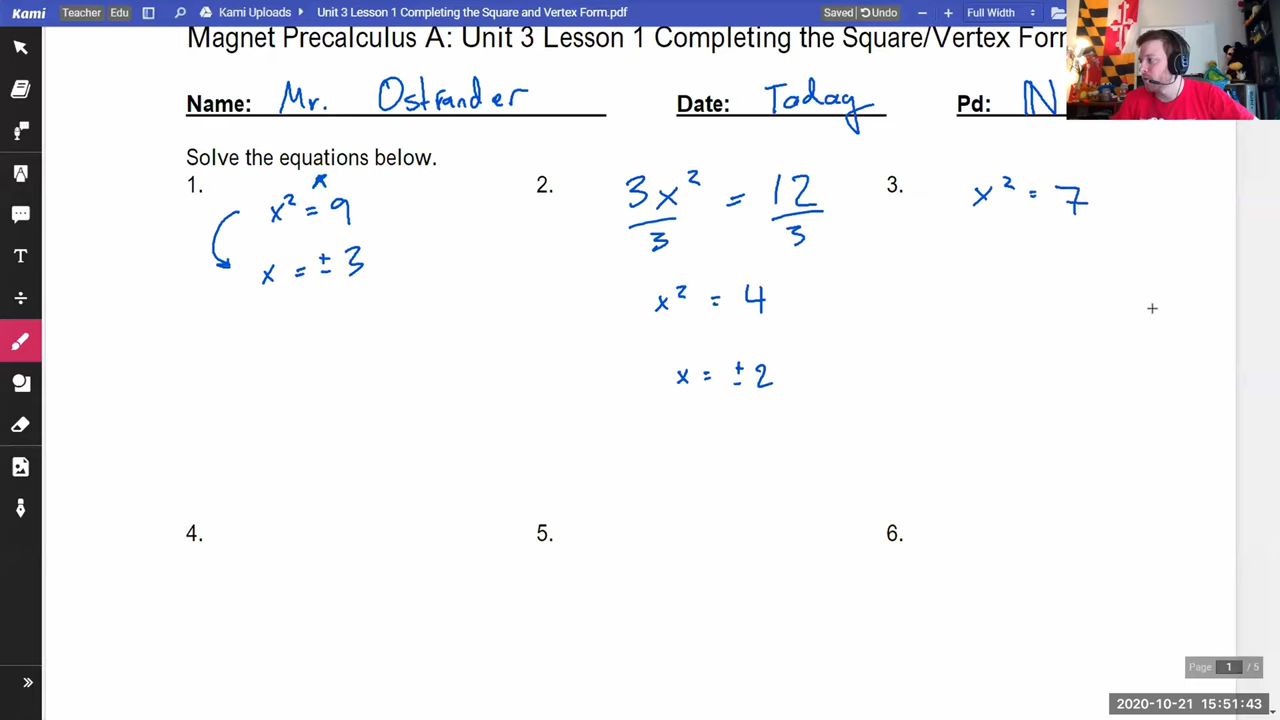 Kami Teacher Edu Kami Uploads > Unit 3 Lesson 1 Completing the Square and Vertex Form.pdf Saved Undo Full Width
Magnet Precalculus A: Unit 3 Lesson 1 Completing the Square/Vertex Form
Name: Mr. Ostrander Date: Today Pd: N
Solve the equations below.
1. x² = 9
x = ± 3
2. 3x² = 12
3 3
x² = 4
x = ± 2
3. x² = 7
4. 5. 6.
Page 1 / 5
2020-10-21 15:51:43